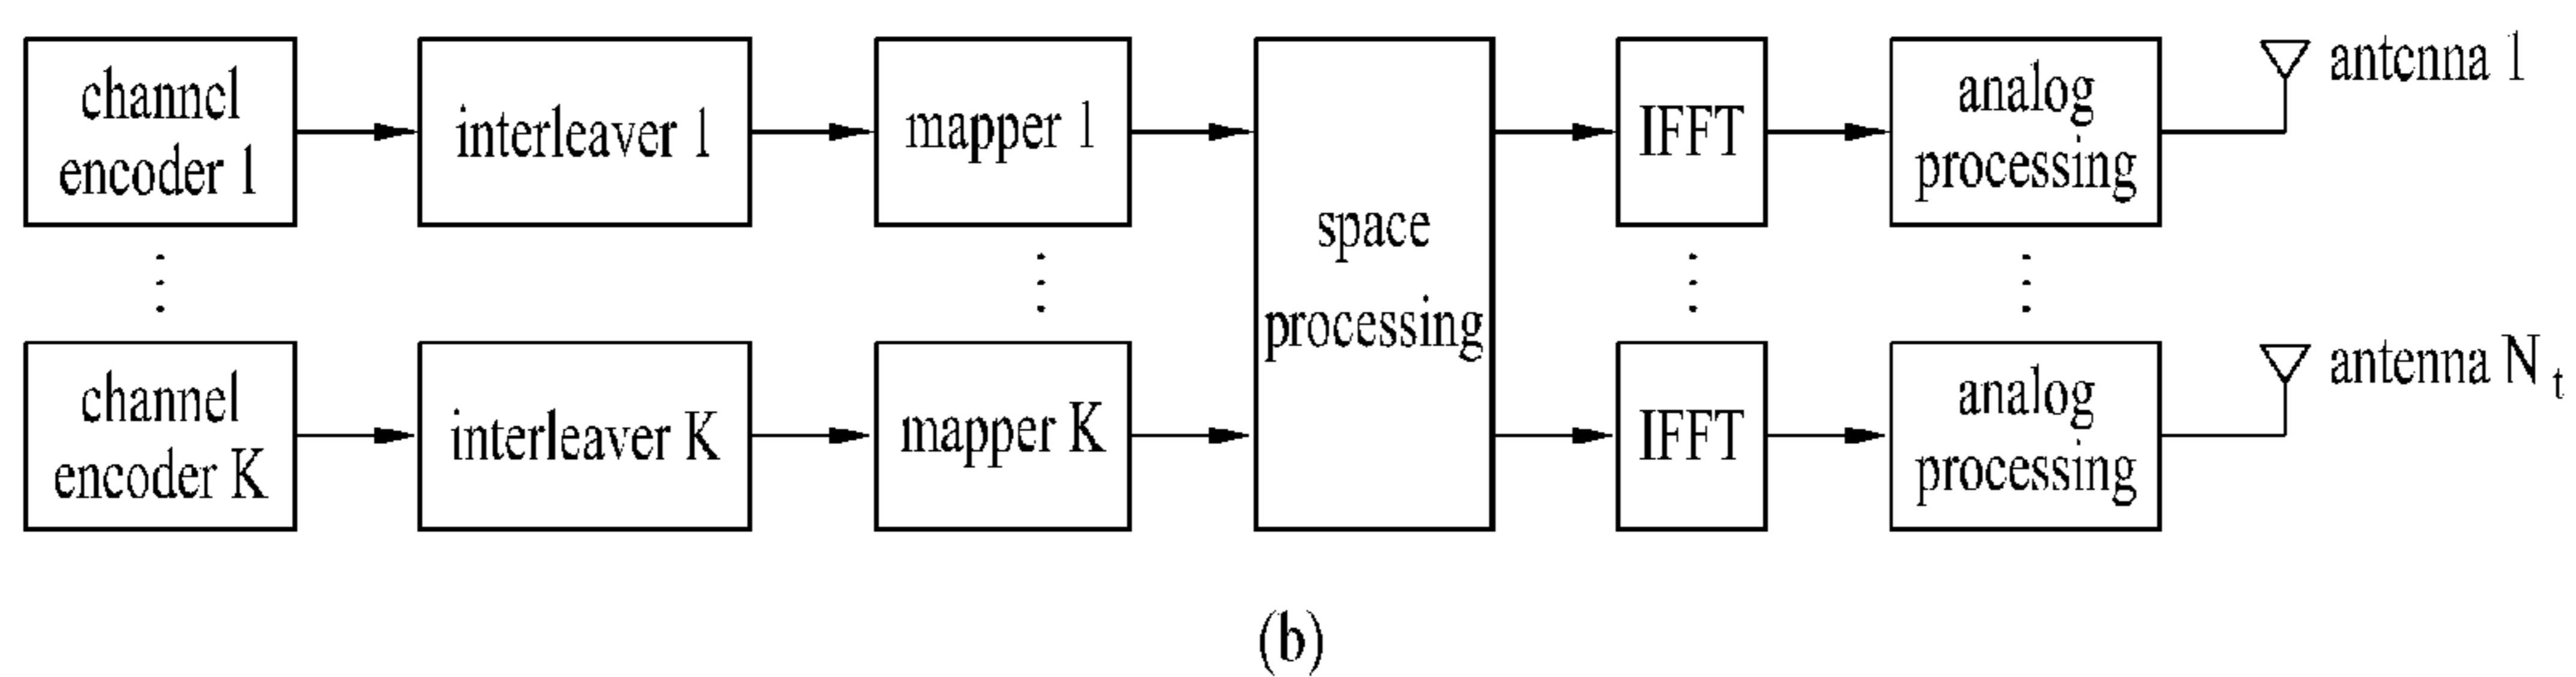 channel
encoder 1
interleaver 1
mapper 1
space
processing
IFFT
analog
processing
antenna 1
channel
encoder K
interleaver K
mapper K
IFFT
analog
processing
antenna N t
(b)